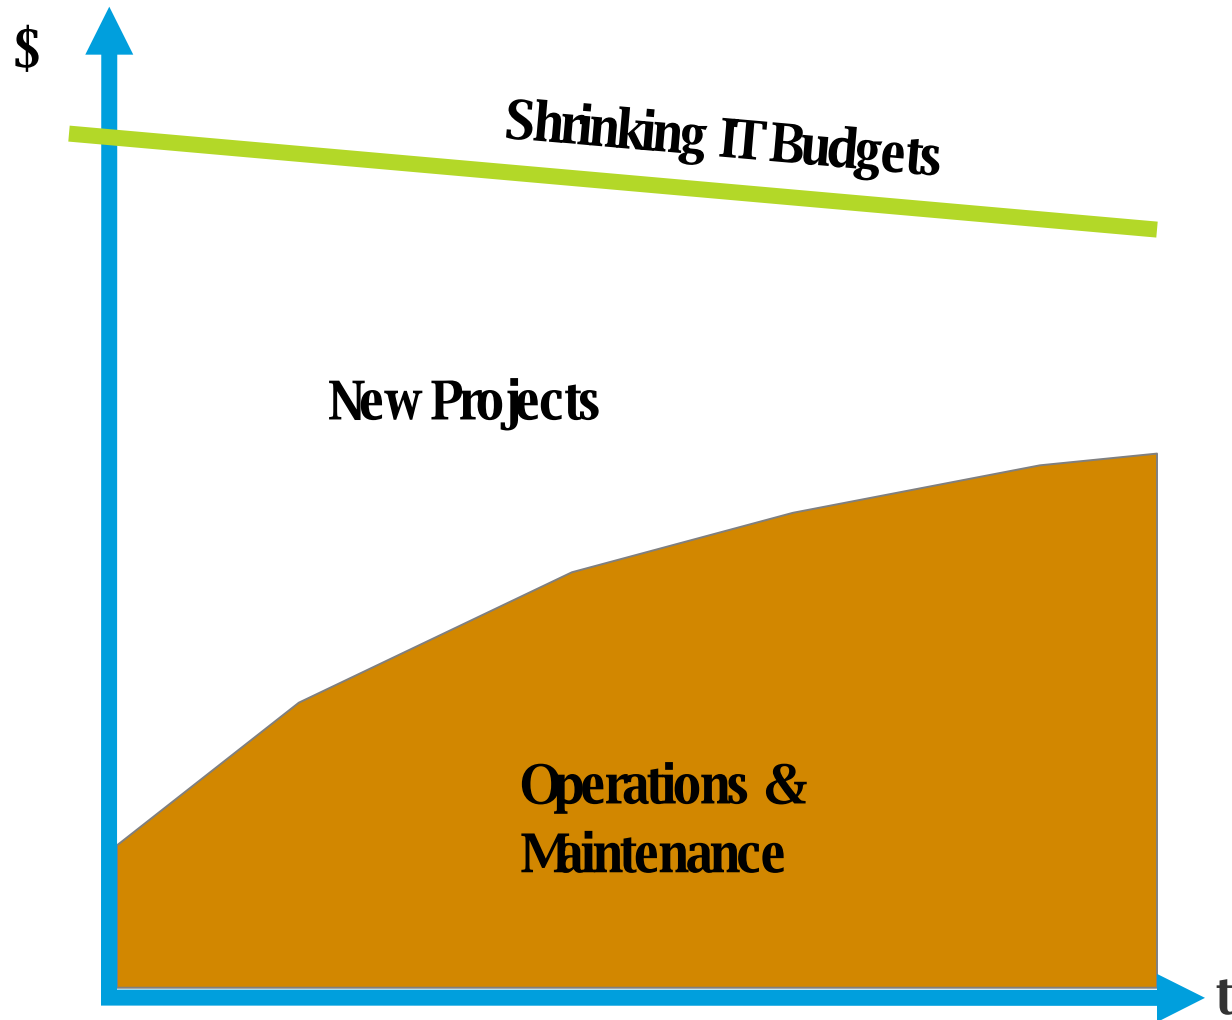 $
Shrinking IT Budgets
New Projects
Operations &
Maintenance
t